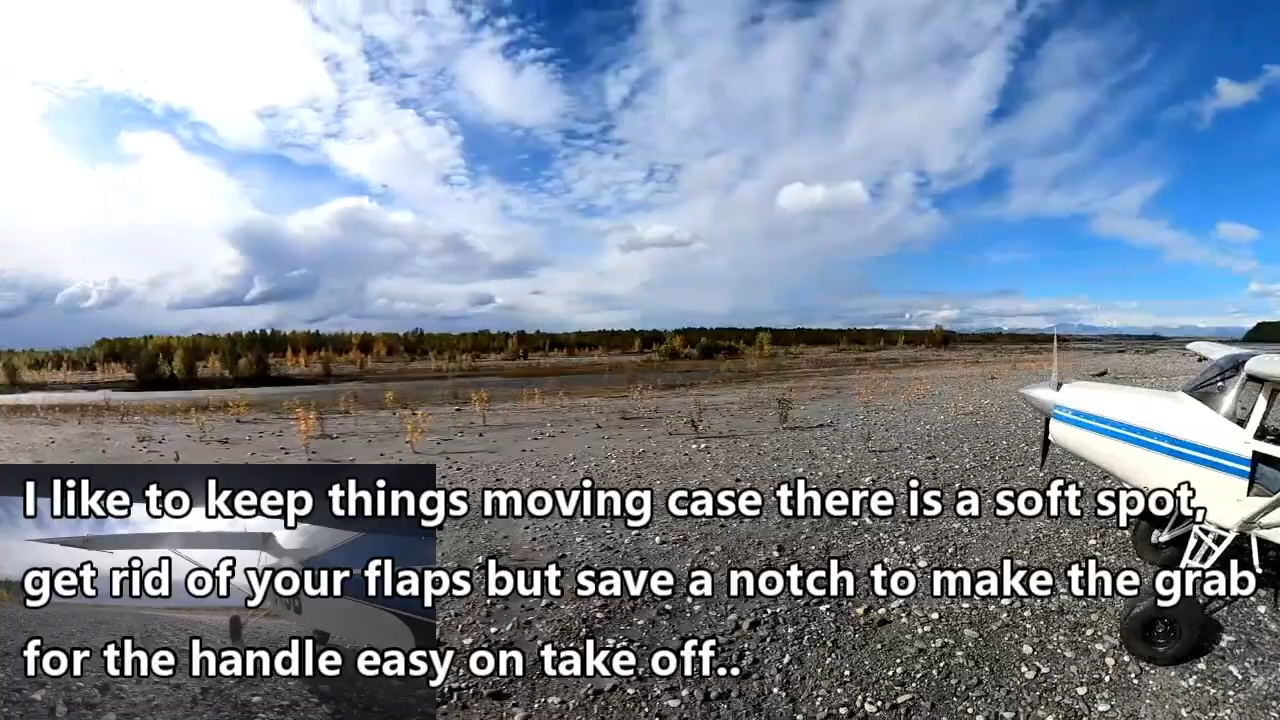 I like to keep things moving case there is a soft spot,
get rid of your flaps but save a notch to make the grab
for the handle easy on take off..